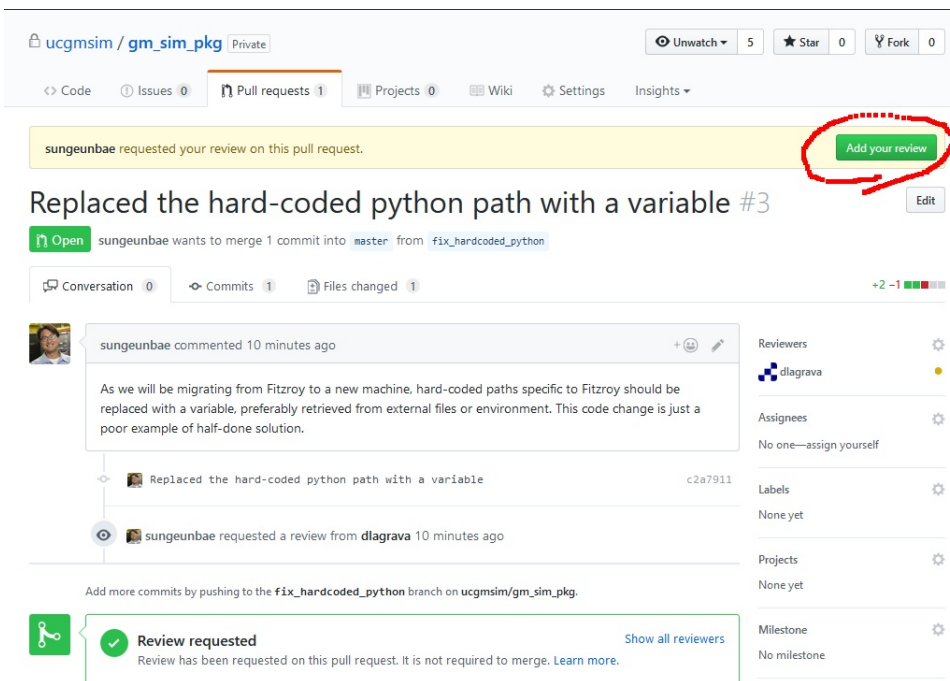 ucgmsim / gm_sim_pkg Private
Unwatch 5 Star 0 Fork 0
Code Issues 0 Pull requests 1 Projects 0 Wiki Settings Insights
sungeunbae requested your review on this pull request.
Add your review
Replaced the hard-coded python path with a variable #3
Edit
Open sungeunbae wants to merge 1 commit into master from fix_hardcoded_python
Conversation 0 Commits 1 Files changed 1
+2 −1
sungeunbae commented 10 minutes ago
As we will be migrating from Fitzroy to a new machine, hard-coded paths specific to Fitzroy should be
replaced with a variable, preferably retrieved from external files or environment. This code change is just a
poor example of half-done solution.
Replaced the hard-coded python path with a variable c2a7911
sungeunbae requested a review from dlagrava 10 minutes ago
Add more commits by pushing to the fix_hardcoded_python branch on ucgmsim/gm_sim_pkg.
Review requested
Show all reviewers
Review has been requested on this pull request. It is not required to merge. Learn more.
Reviewers
dlagrava
Assignees
No one—assign yourself
Labels
None yet
Projects
None yet
Milestone
No milestone